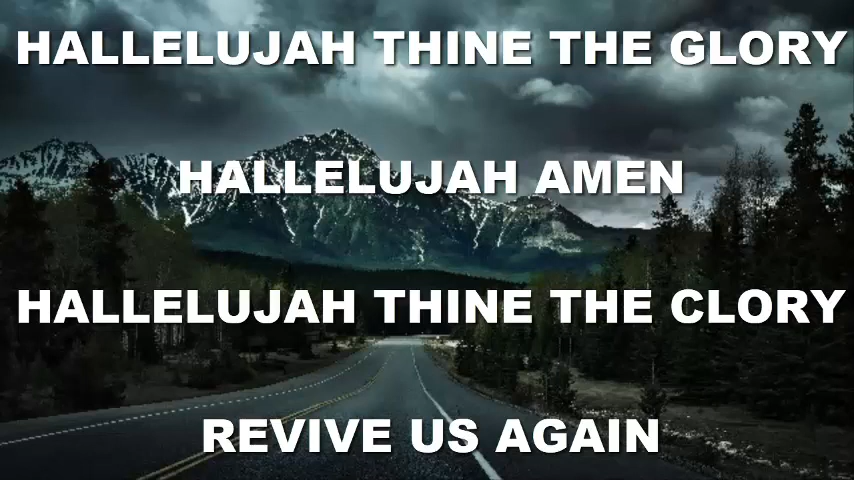 HALLELUJAH THINE THE GLORY
HALLELUJAH AMEN
HALLELUJAH THINE THE CLORY
REVIVE US AGAIN